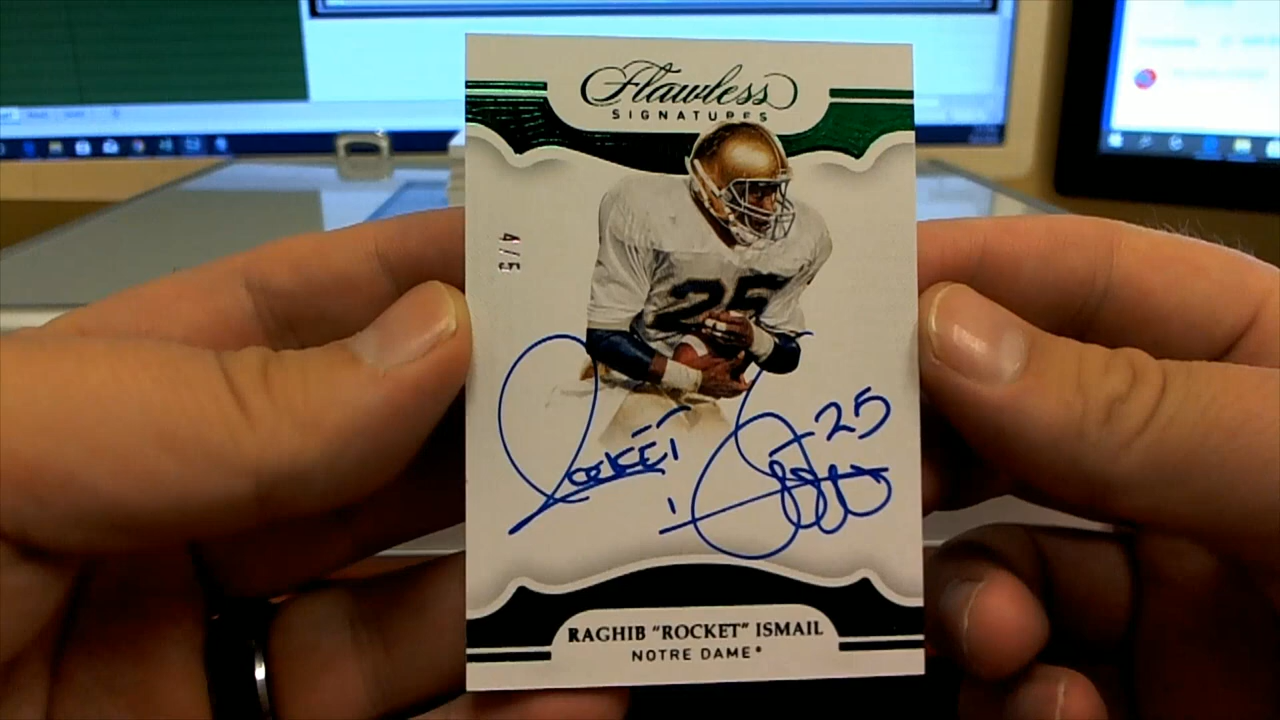 Flawless
SIGNATURES
25
4/5
ROCKET
25
RAGHIB "ROCKET" ISMAIL
NOTRE DAME®